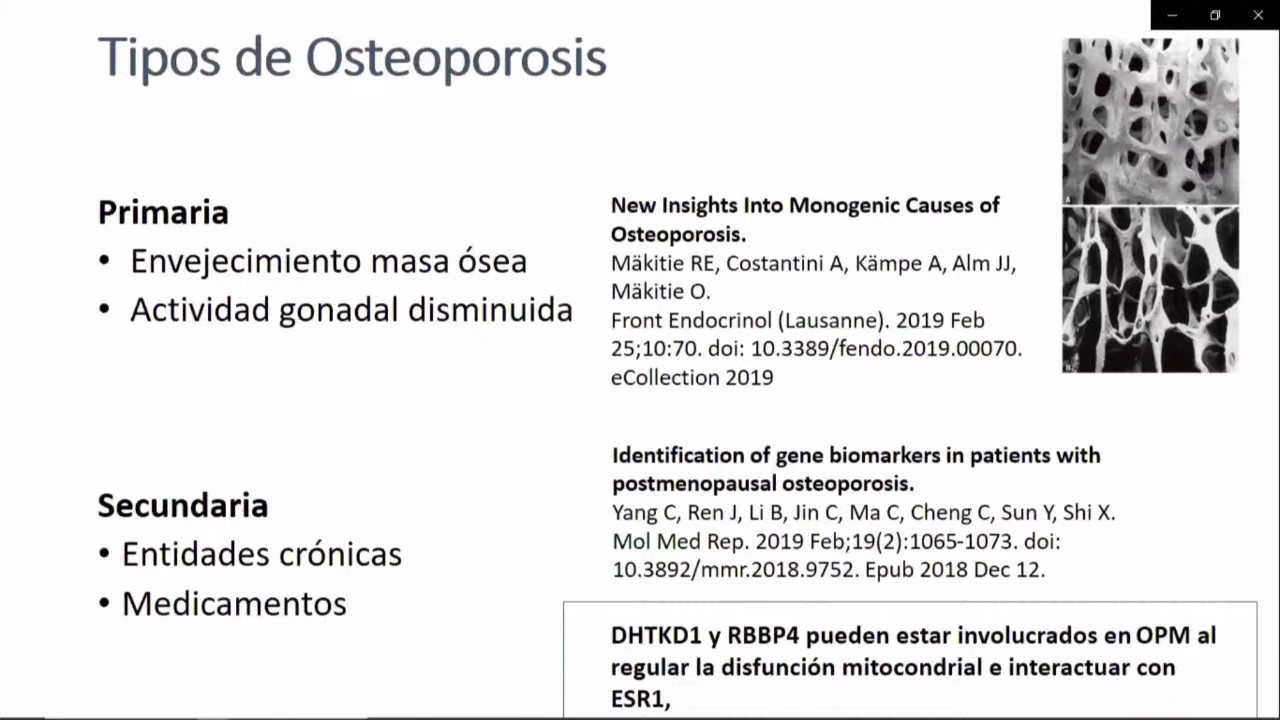 Tipos de Osteoporosis
Primaria
• Envejecimiento masa ósea
• Actividad gonadal disminuida
Secundaria
• Entidades crónicas
• Medicamentos
New Insights Into Monogenic Causes of
Osteoporosis.
Mäkitie RE, Costantini A, Kämpe A, Alm JJ,
Mäkitie O.
Front Endocrinol (Lausanne). 2019 Feb
25;10:70. doi: 10.3389/fendo.2019.00070.
eCollection 2019
Identification of gene biomarkers in patients with
postmenopausal osteoporosis.
Yang C, Ren J, Li B, Jin C, Ma C, Cheng C, Sun Y, Shi X.
Mol Med Rep. 2019 Feb;19(2):1065-1073. doi:
10.3892/mmr.2018.9752. Epub 2018 Dec 12.
DHTKD1 y RBBP4 pueden estar involucrados en OPM al
regular la disfunción mitocondrial e interactuar con
ESR1,
A
B